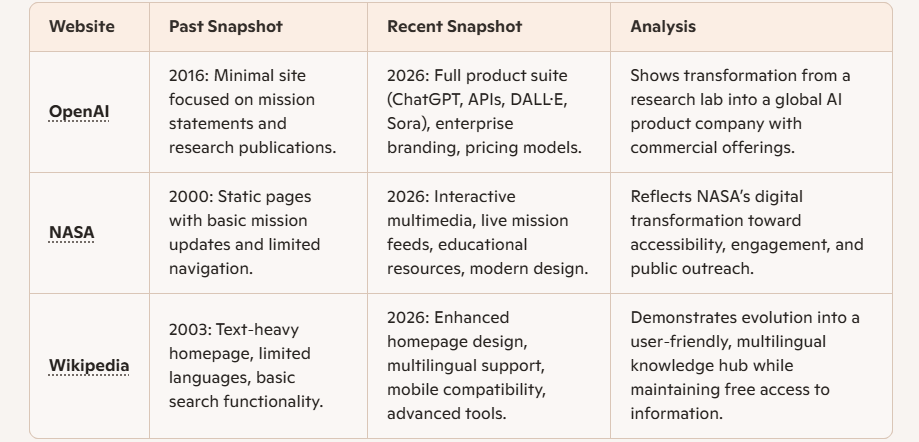 Website Past Snapshot Recent Snapshot Analysis
OpenAI
2016: Minimal site
focused on mission
statements and
research publications.
2026: Full product suite
(ChatGPT, APIs, DALL·E,
Sora), enterprise
branding, pricing models.
Shows transformation from a
research lab into a global AI
product company with
commercial offerings.
NASA
2000: Static pages
with basic mission
updates and limited
navigation.
2026: Interactive
multimedia, live mission
feeds, educational
resources, modern design.
Reflects NASA’s digital
transformation toward
accessibility, engagement, and
public outreach.
Wikipedia
2003: Text-heavy
homepage, limited
languages, basic
search functionality.
2026: Enhanced
homepage design,
multilingual support,
mobile compatibility,
advanced tools.
Demonstrates evolution into a
user-friendly, multilingual
knowledge hub while
maintaining free access to
information.